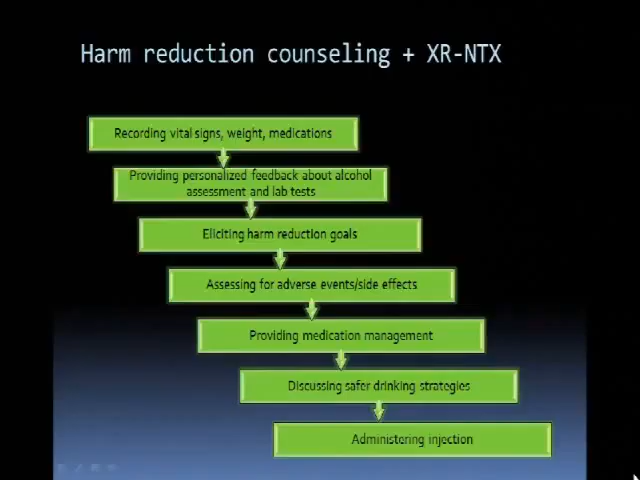 Harm reduction counseling + XR-NTX
Recording vital signs, weight, medications
Providing personalized feedback about alcohol
assessment and lab tests
Eliciting harm reduction goals
Assessing for adverse events/side effects
Providing medication management
Discussing safer drinking strategies
Administering injection